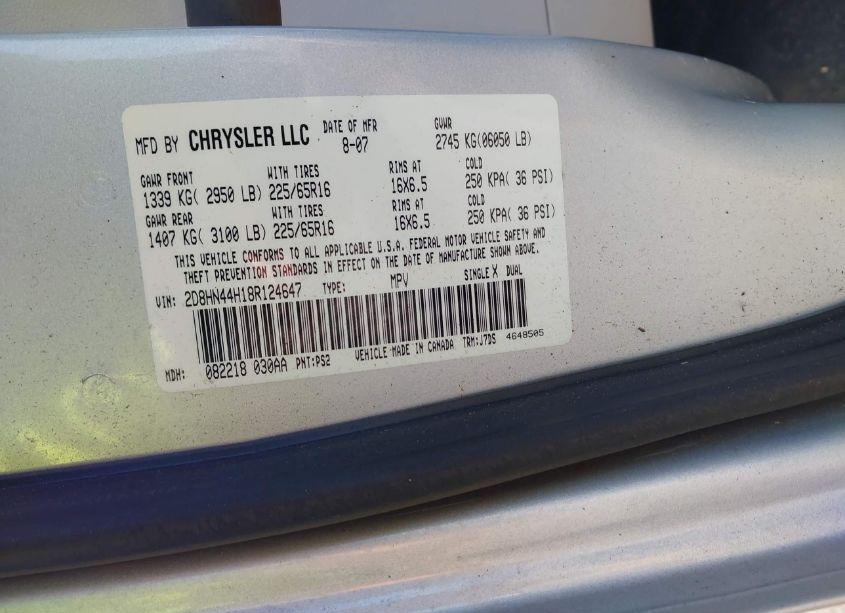 MFD BY CHRYSLER LLC DATE OF MFR 8-07 GVWR 2745 KG(06050 LB)
GAWR FRONT WITH TIRES RIMS AT COLD
1339 KG( 2950 LB) 225/65R16 16X6.5 250 KPA( 36 PSI)
GAWR REAR WITH TIRES RIMS AT COLD
1407 KG( 3100 LB) 225/65R16 16X6.5 250 KPA( 36 PSI)
THIS VEHICLE CONFORMS TO ALL APPLICABLE U.S.A. FEDERAL MOTOR VEHICLE SAFETY AND
THEFT PREVENTION STANDARDS IN EFFECT ON THE DATE OF MANUFACTURE SHOWN ABOVE.
VIN: 2D8HN44H18R124647 TYPE: MPV SINGLE X DUAL
MDH: 082218 030AA PNT:PS2 VEHICLE MADE IN CANADA TRM:J7DS 4648505